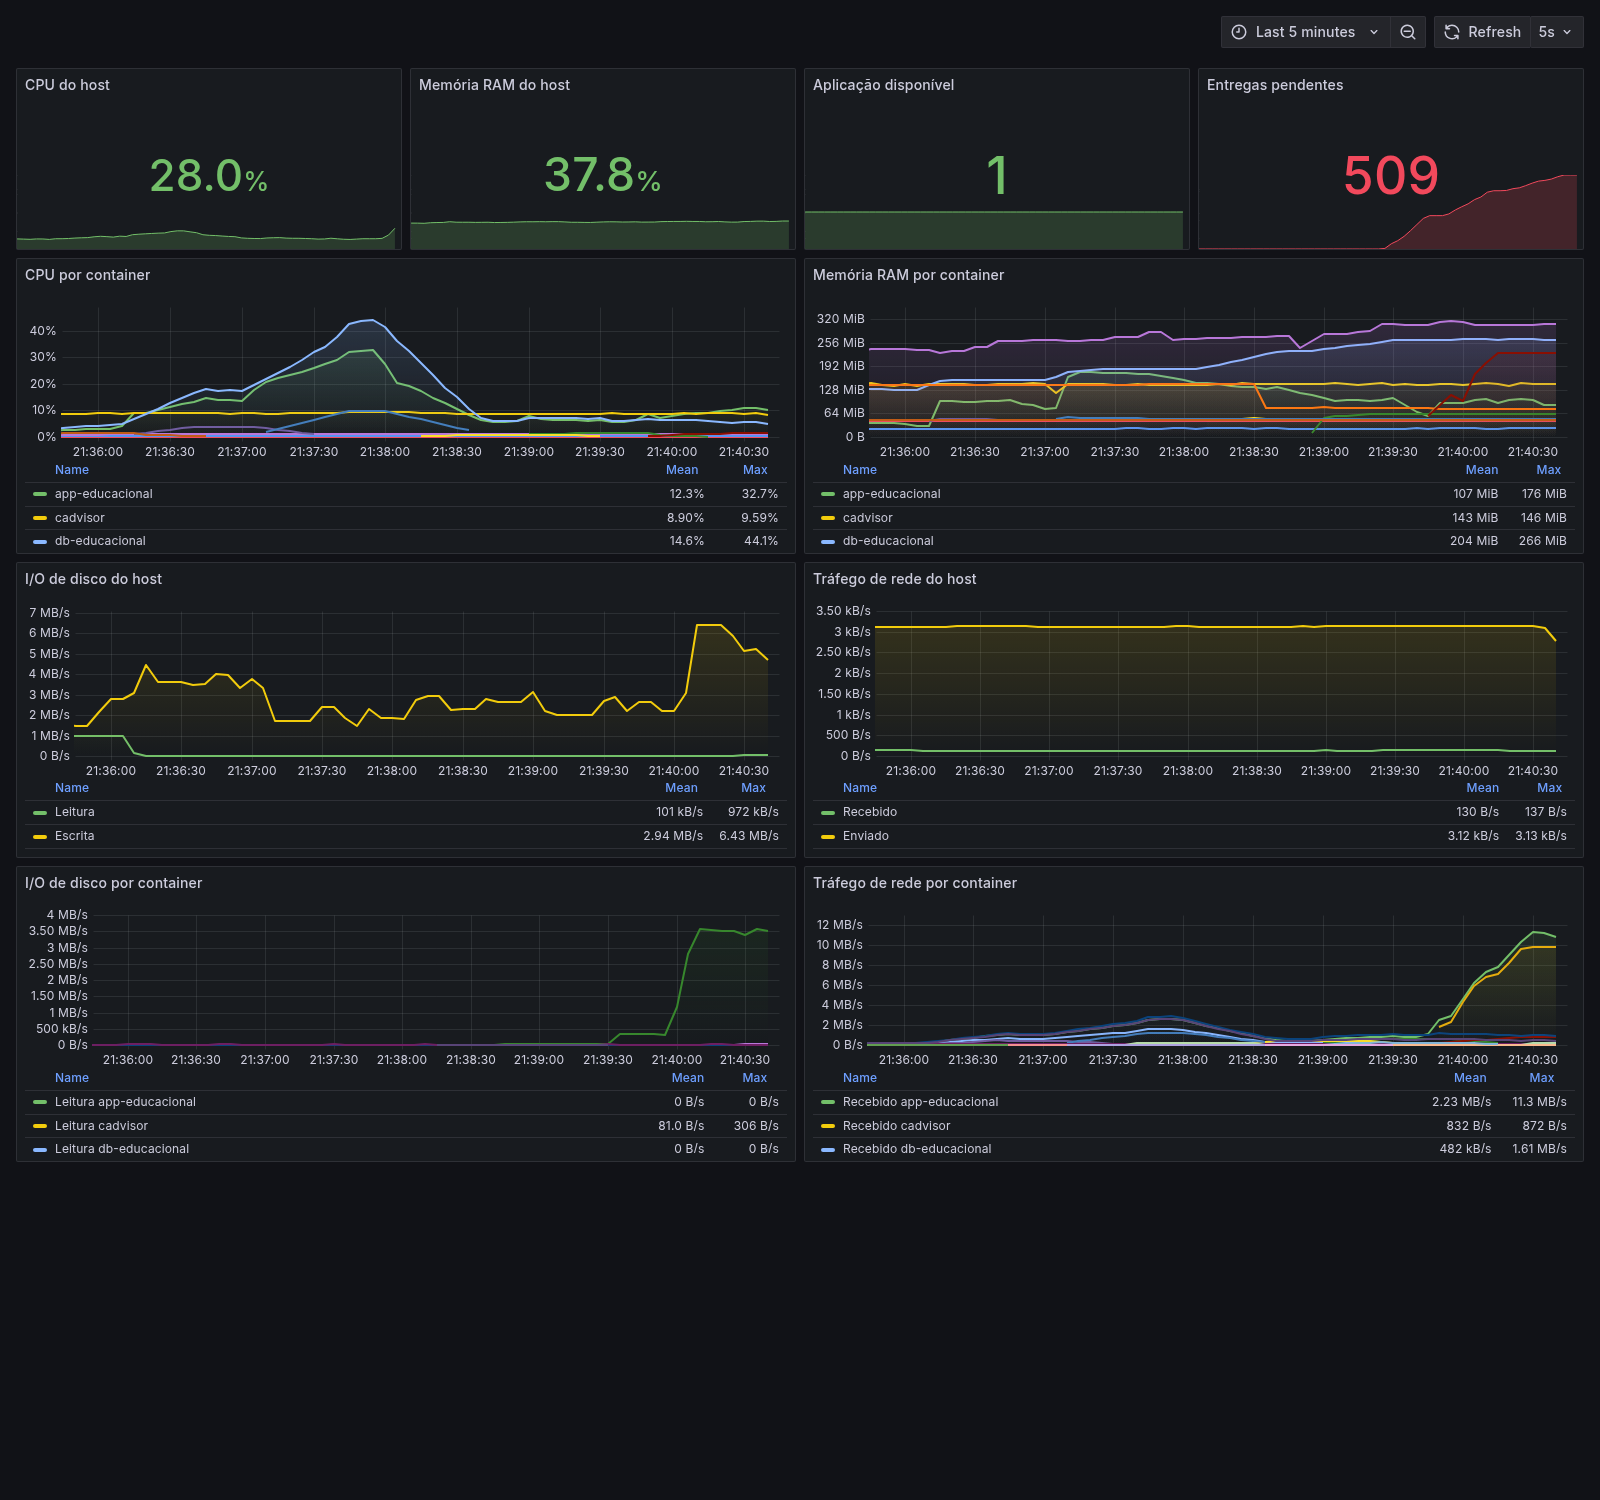 Last 5 minutes Refresh 5s
CPU do host Memória RAM do host Aplicação disponível Entregas pendentes
28.0% 37.8% 1 509
CPU por container
40%
30%
20%
10%
0%
21:36:00 21:36:30 21:37:00 21:37:30 21:38:00 21:38:30 21:39:00 21:39:30 21:40:00 21:40:30
Name Mean Max
app-educacional 12.3% 32.7%
cadvisor 8.90% 9.59%
db-educacional 14.6% 44.1%
Memória RAM por container
320 MiB
256 MiB
192 MiB
128 MiB
64 MiB
0 B
21:36:00 21:36:30 21:37:00 21:37:30 21:38:00 21:38:30 21:39:00 21:39:30 21:40:00 21:40:30
Name Mean Max
app-educacional 107 MiB 176 MiB
cadvisor 143 MiB 146 MiB
db-educacional 204 MiB 266 MiB
I/O de disco do host
7 MB/s
6 MB/s
5 MB/s
4 MB/s
3 MB/s
2 MB/s
1 MB/s
0 B/s
21:36:00 21:36:30 21:37:00 21:37:30 21:38:00 21:38:30 21:39:00 21:39:30 21:40:00 21:40:30
Name Mean Max
Leitura 101 kB/s 972 kB/s
Escrita 2.94 MB/s 6.43 MB/s
Tráfego de rede do host
3.50 kB/s
3 kB/s
2.50 kB/s
2 kB/s
1.50 kB/s
1 kB/s
500 B/s
0 B/s
21:36:00 21:36:30 21:37:00 21:37:30 21:38:00 21:38:30 21:39:00 21:39:30 21:40:00 21:40:30
Name Mean Max
Recebido 130 B/s 137 B/s
Enviado 3.12 kB/s 3.13 kB/s
I/O de disco por container
4 MB/s
3.50 MB/s
3 MB/s
2.50 MB/s
2 MB/s
1.50 MB/s
1 MB/s
500 kB/s
0 B/s
21:36:00 21:36:30 21:37:00 21:37:30 21:38:00 21:38:30 21:39:00 21:39:30 21:40:00 21:40:30
Name Mean Max
Leitura app-educacional 0 B/s 0 B/s
Leitura cadvisor 81.0 B/s 306 B/s
Leitura db-educacional 0 B/s 0 B/s
Tráfego de rede por container
12 MB/s
10 MB/s
8 MB/s
6 MB/s
4 MB/s
2 MB/s
0 B/s
21:36:00 21:36:30 21:37:00 21:37:30 21:38:00 21:38:30 21:39:00 21:39:30 21:40:00 21:40:30
Name Mean Max
Recebido app-educacional 2.23 MB/s 11.3 MB/s
Recebido cadvisor 832 B/s 872 B/s
Recebido db-educacional 482 kB/s 1.61 MB/s